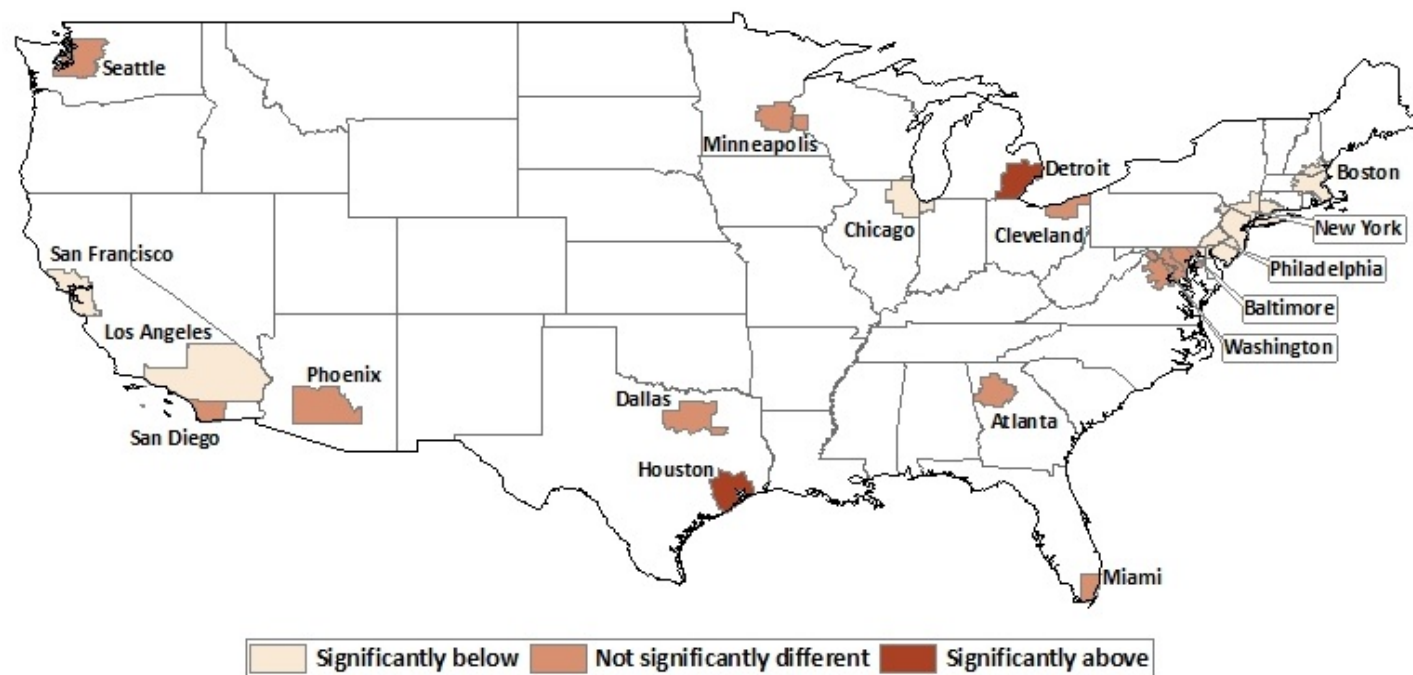 Seattle
Minneapolis
Detroit
Boston
Chicago
Cleveland
New York
San Francisco
Philadelphia
Baltimore
Los Angeles
Washington
Phoenix
Dallas
Atlanta
San Diego
Houston
Miami
Significantly below
Not significantly different
Significantly above